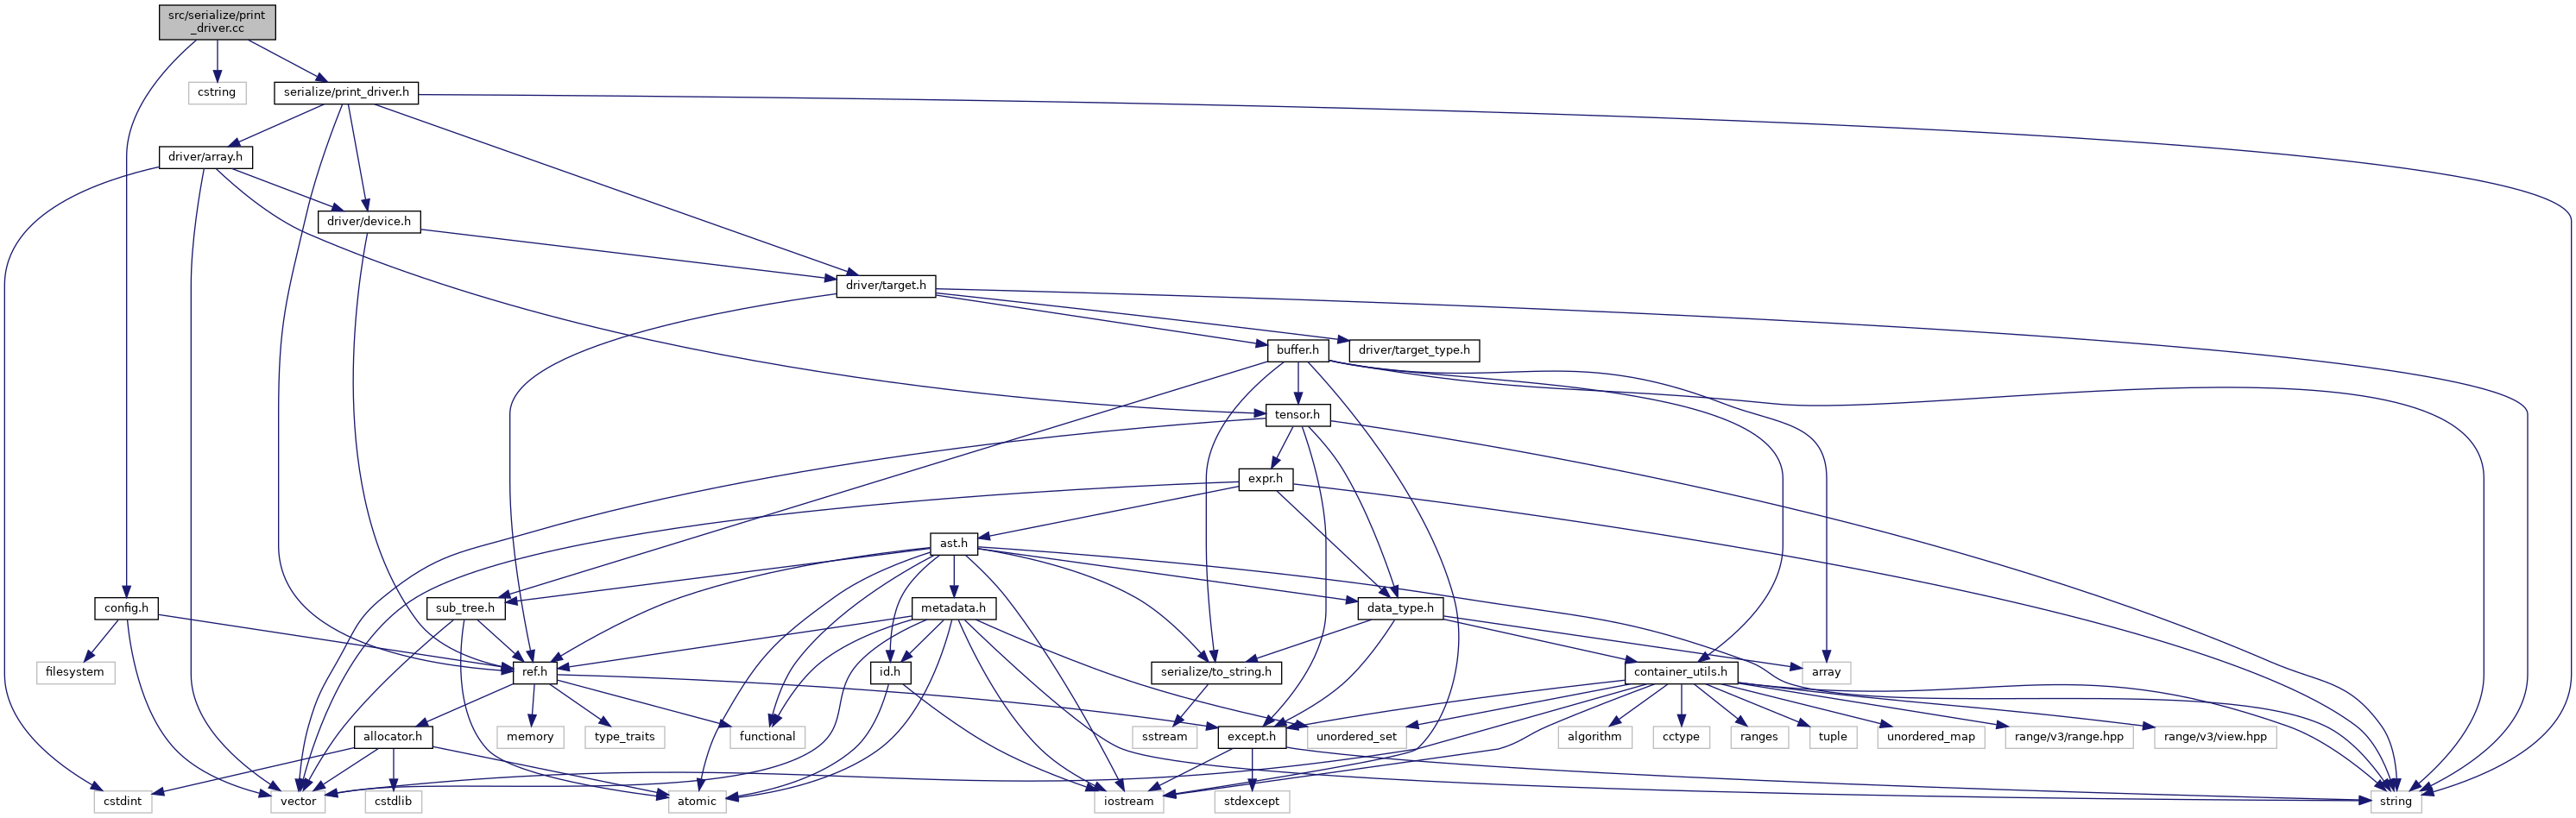 src/serialize/print
_driver.cc
cstring
serialize/print_driver.h
driver/array.h
driver/device.h
driver/target.h
buffer.h
driver/target_type.h
tensor.h
expr.h
ast.h
config.h
sub_tree.h
metadata.h
data_type.h
filesystem
ref.h
id.h
serialize/to_string.h
container_utils.h
array
allocator.h
memory
type_traits
functional
sstream
except.h
unordered_set
algorithm
cctype
ranges
tuple
unordered_map
range/v3/range.hpp
range/v3/view.hpp
cstdint
vector
cstdlib
atomic
iostream
stdexcept
string